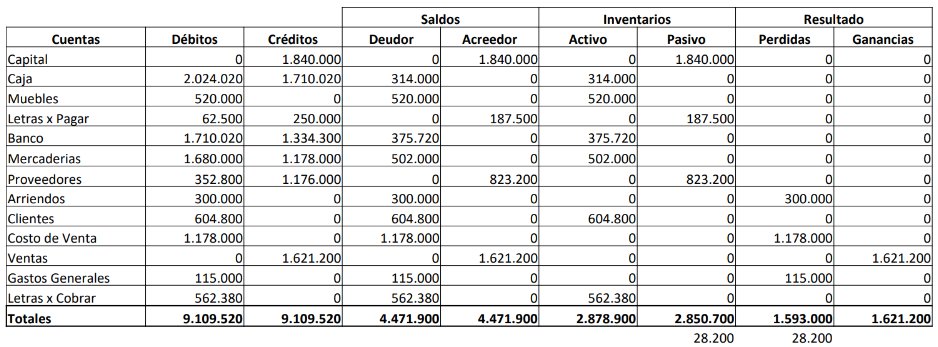 Saldos Inventarios Resultado
Cuentas Débitos Créditos Deudor Acreedor Activo Pasivo Perdidas Ganancias
Capital 0 1.840.000 0 1.840.000 0 1.840.000 0 0
Caja 2.024.020 1.710.020 314.000 0 314.000 0 0 0
Muebles 520.000 0 520.000 0 520.000 0 0 0
Letras x Pagar 62.500 250.000 0 187.500 0 187.500 0 0
Banco 1.710.020 1.334.300 375.720 0 375.720 0 0 0
Mercaderias 1.680.000 1.178.000 502.000 0 502.000 0 0 0
Proveedores 352.800 1.176.000 0 823.200 0 823.200 0 0
Arriendos 300.000 0 300.000 0 0 0 300.000 0
Clientes 604.800 0 604.800 0 604.800 0 0 0
Costo de Venta 1.178.000 0 1.178.000 0 0 0 1.178.000 0
Ventas 0 1.621.200 0 1.621.200 0 0 0 1.621.200
Gastos Generales 115.000 0 115.000 0 0 0 115.000 0
Letras x Cobrar 562.380 0 562.380 0 562.380 0 0 0
Totales 9.109.520 9.109.520 4.471.900 4.471.900 2.878.900 2.850.700 1.593.000 1.621.200
28.200 28.200